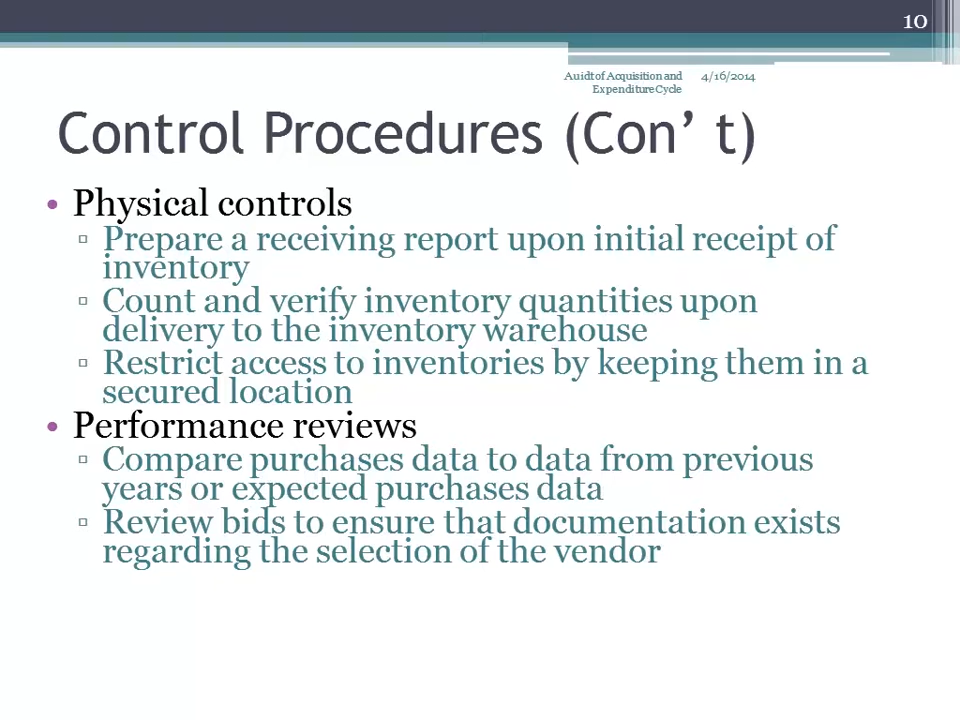 10
Auidt of Acquisition and 4/16/2014
Expenditure Cycle
Control Procedures (Con’ t)
• Physical controls
▫ Prepare a receiving report upon initial receipt of
inventory
▫ Count and verify inventory quantities upon
delivery to the inventory warehouse
▫ Restrict access to inventories by keeping them in a
secured location
• Performance reviews
▫ Compare purchases data to data from previous
years or expected purchases data
▫ Review bids to ensure that documentation exists
regarding the selection of the vendor